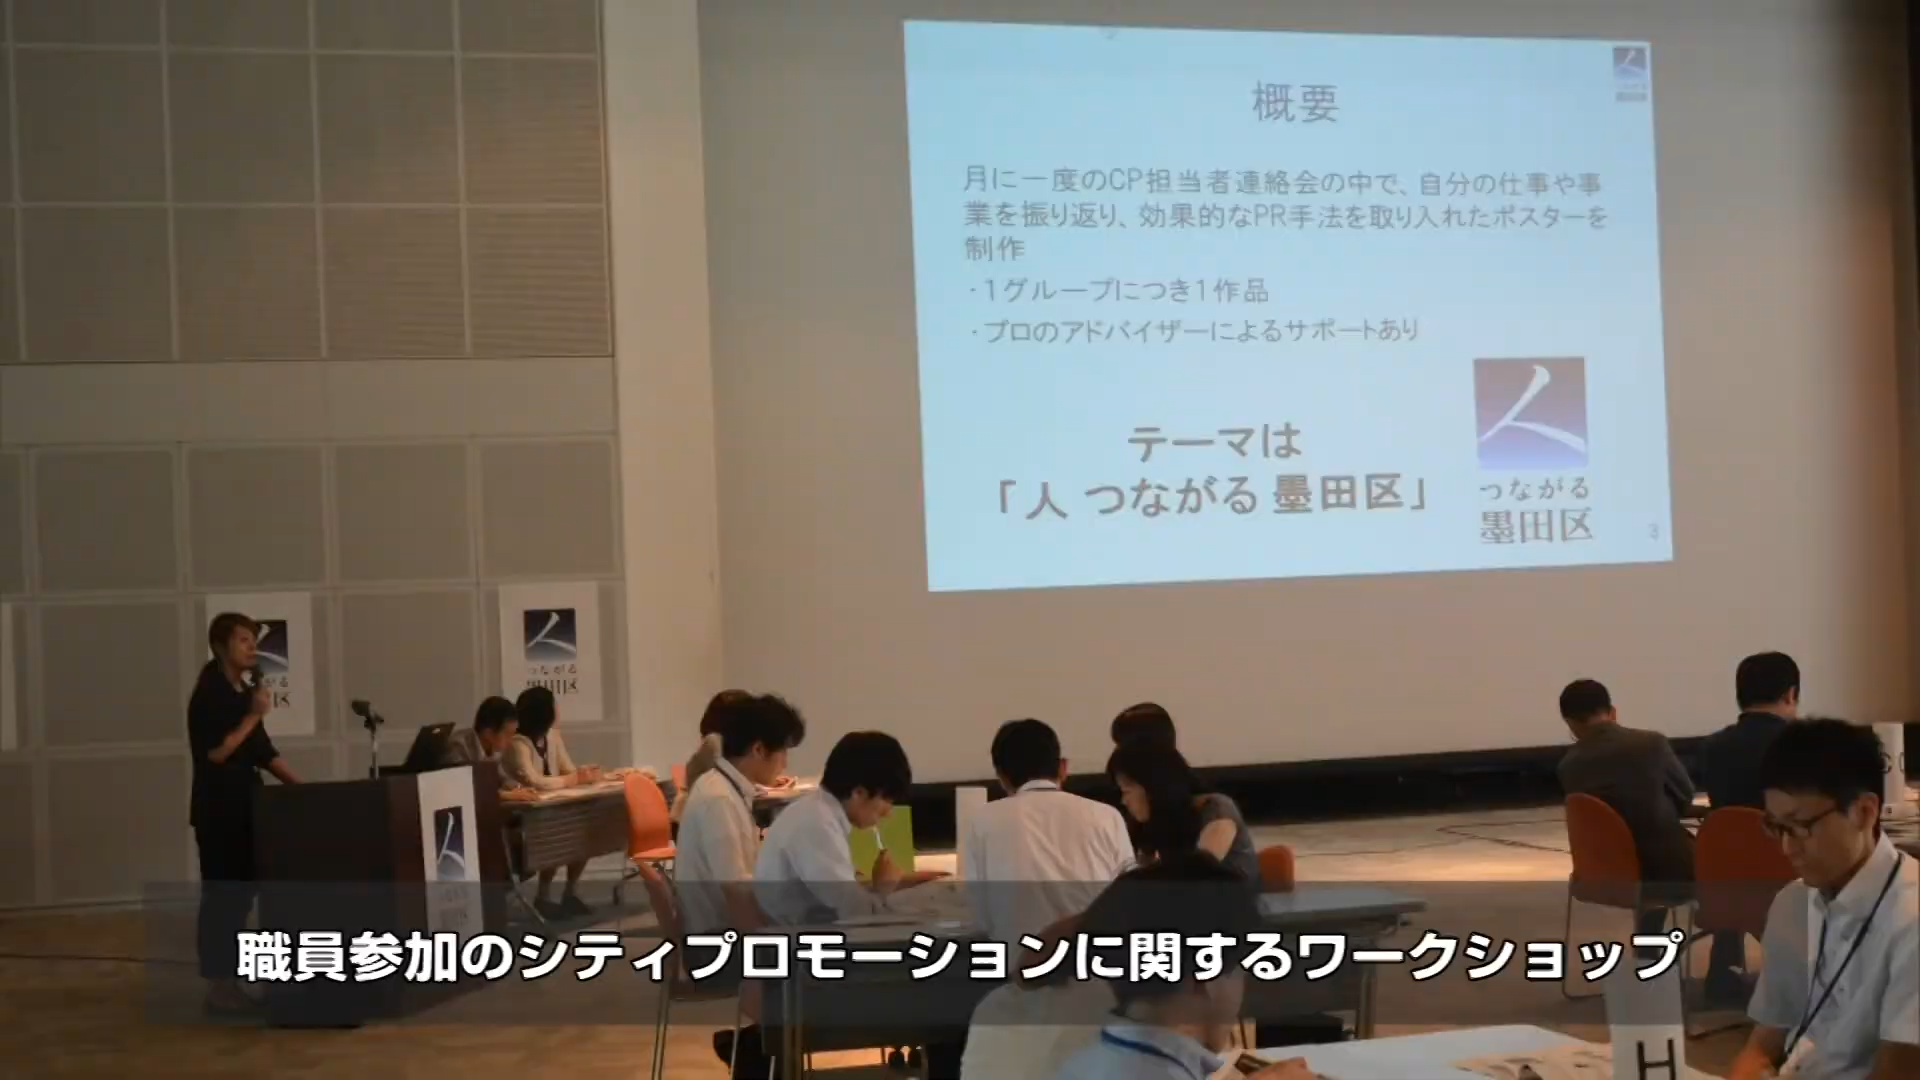 概要
月に一度のCP担当者連絡会の中で、自分の仕事や事
業を振り返り、効果的なPR手法を取り入れたポスターを
制作
・1グループにつき1作品
・プロのアドバイザーによるサポートあり
テーマは
「人 つながる 墨田区」
人
つながる
墨田区
3
人
つながる
墨田区
人
職員参加のシティプロモーションに関するワークショップ
H